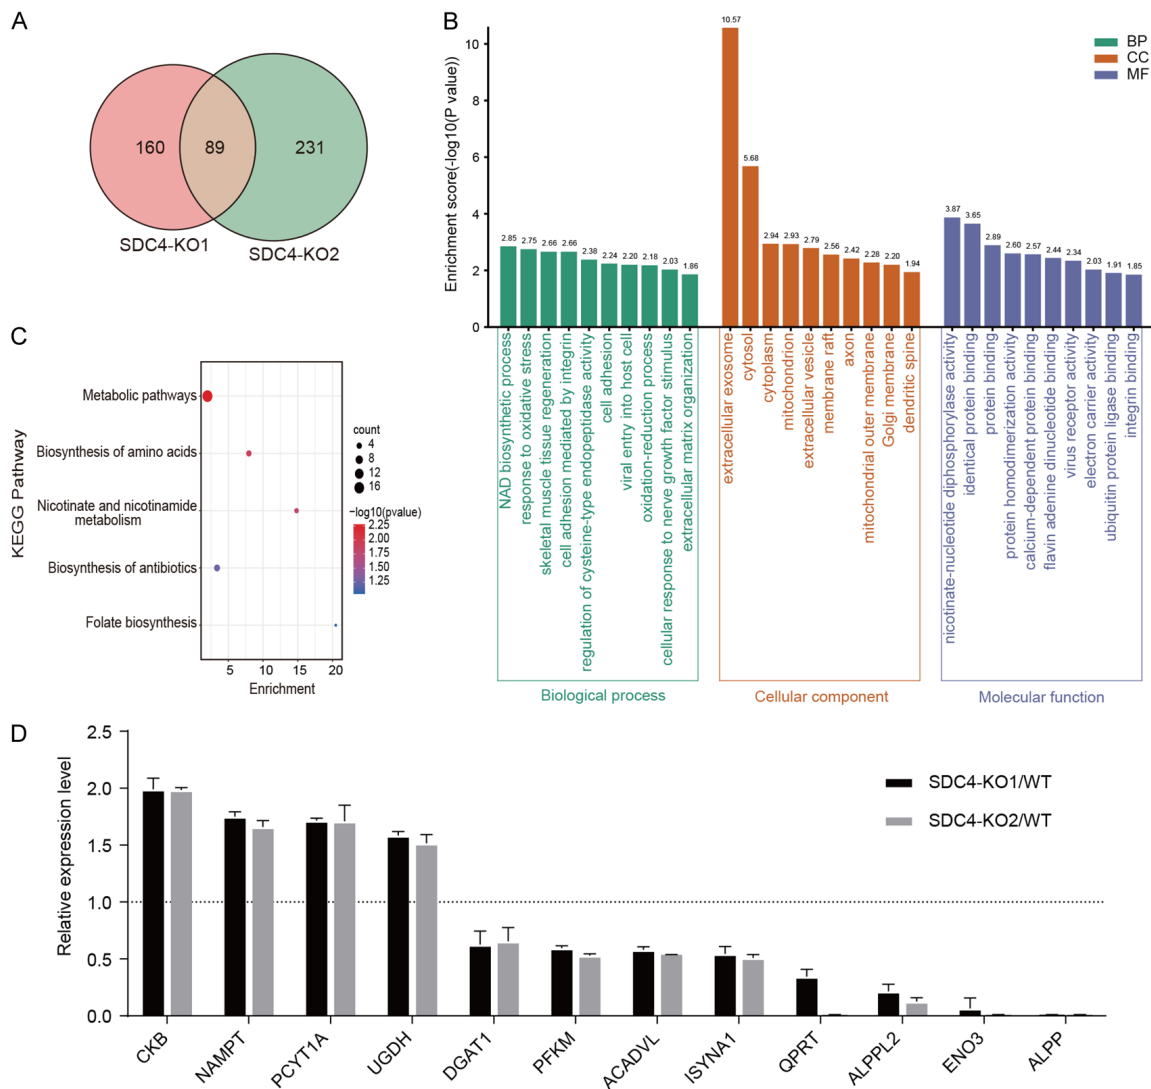 A
160
89
231
SDC4-KO1
SDC4-KO2
B
Enrichment score(-log10(P value))
10
8
6
4
2
0
BP
CC
MF
2.85
2.75
2.66
2.66
2.38
2.24
2.20
2.18
2.03
1.86
10.57
5.68
2.94
2.93
2.79
2.56
2.42
2.28
2.20
1.94
3.87
3.65
2.89
2.60
2.57
2.44
2.34
2.03
1.91
1.85
NAD biosynthetic process
response to oxidative stress
skeletal muscle tissue regeneration
cell adhesion mediated by integrin
regulation of cysteine-type endopeptidase activity
cell adhesion
viral entry into host cell
oxidation-reduction process
cellular response to nerve growth factor stimulus
extracellular matrix organization
extracellular exosome
cytosol
cytoplasm
mitochondrion
extracellular vesicle
membrane raft
axon
mitochondrial outer membrane
Golgi membrane
dendritic spine
nicotinate-nucleotide diphosphorylase activity
identical protein binding
protein binding
protein homodimerization activity
calcium-dependent protein binding
flavin adenine dinucleotide binding
virus receptor activity
electron carrier activity
ubiquitin protein ligase binding
integrin binding
Biological process
Cellular component
Molecular function
C
KEGG Pathway
Metabolic pathways
Biosynthesis of amino acids
Nicotinate and nicotinamide
metabolism
Biosynthesis of antibiotics
Folate biosynthesis
5
10
15
20
Enrichment
count
4
8
12
16
−log10(pvalue)
2.25
2.00
1.75
1.50
1.25
D
Relative expression level
2.5
2.0
1.5
1.0
0.5
0.0
SDC4-KO1/WT
SDC4-KO2/WT
CKB
NAMPT
PCYT1A
UGDH
DGAT1
PFKM
ACADVL
ISYNA1
QPRT
ALPPL2
ENO3
ALPP